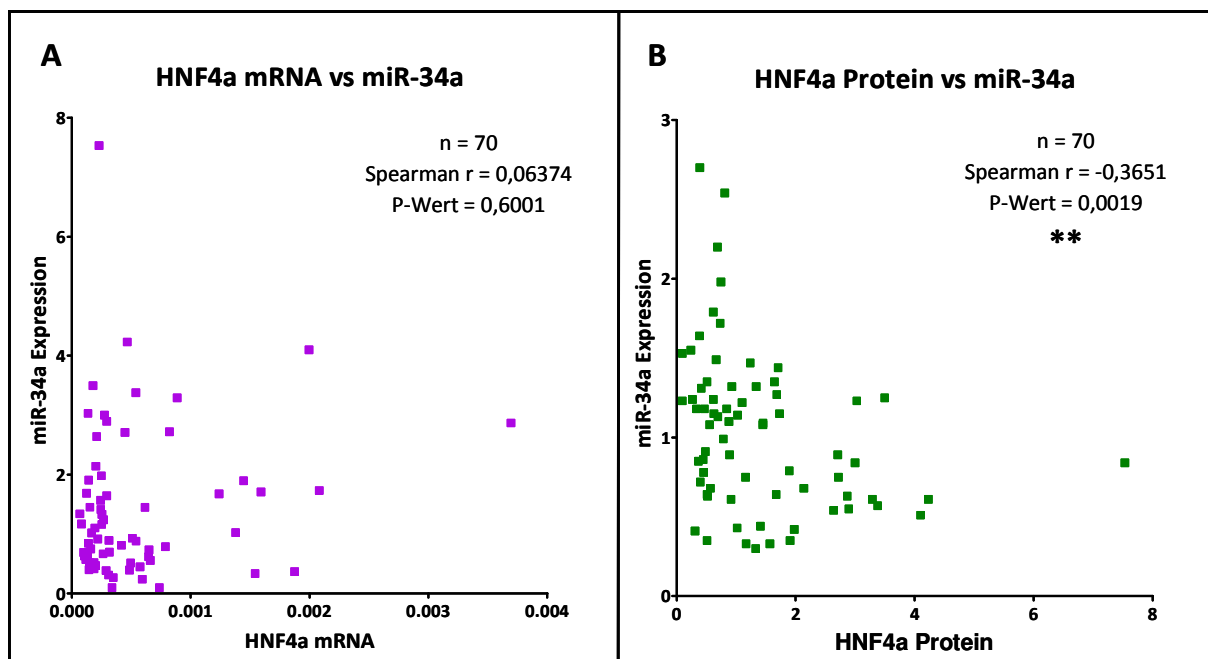 A
HNF4a mRNA vs miR-34a
n = 70
Spearman r = 0,06374
P-Wert = 0,6001
miR-34a Expression
8
6
4
2
0
0.000
0.001
0.002
0.003
0.004
HNF4a mRNA
B
HNF4a Protein vs miR-34a
n = 70
Spearman r = -0,3651
P-Wert = 0,0019
**
miR-34a Expression
3
2
1
0
0
2
4
6
8
HNF4a Protein